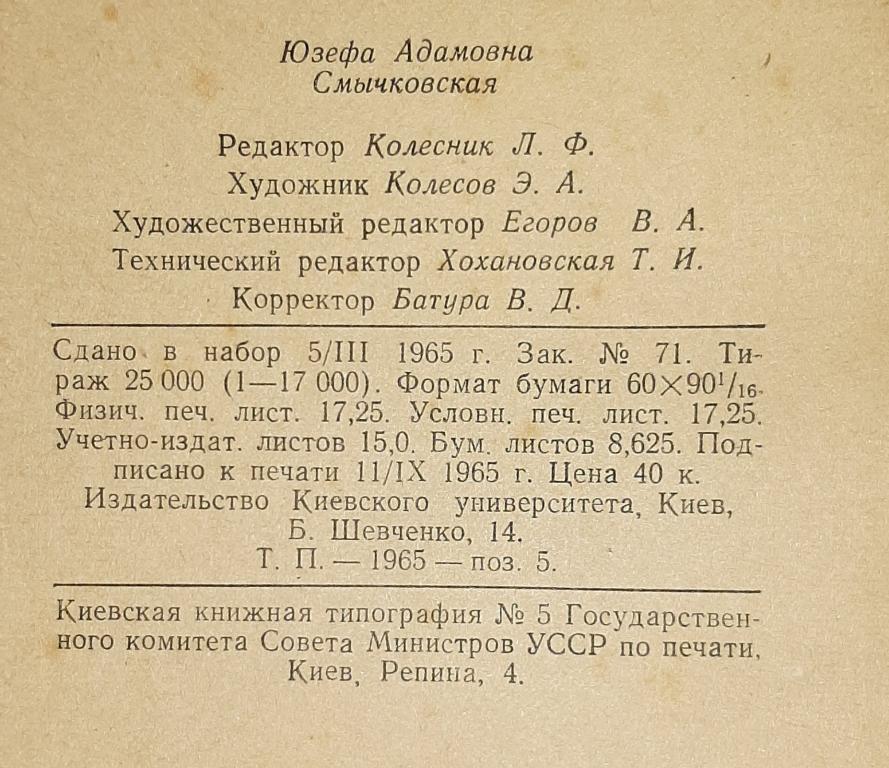 Юзефа Адамовна
Смычковская
Редактор Колесник Л. Ф.
Художник Колесов Э. А.
Художественный редактор Егоров В. А.
Технический редактор Хохановская Т. И.
Корректор Батура В. Д.
Сдано в набор 5/III 1965 г. Зак. № 71. Ти-
раж 25 000 (1—17 000). Формат бумаги 60×90¹/₁₆.
Физич. печ. лист. 17,25. Условн. печ. лист. 17,25.
Учетно-издат. листов 15,0. Бум. листов 8,625. Под-
писано к печати 11/IX 1965 г. Цена 40 к.
Издательство Киевского университета, Киев,
Б. Шевченко, 14.
Т. П. — 1965 — поз. 5.
Киевская книжная типография № 5 Государствен-
ного комитета Совета Министров УССР по печати,
Киев, Репина, 4.